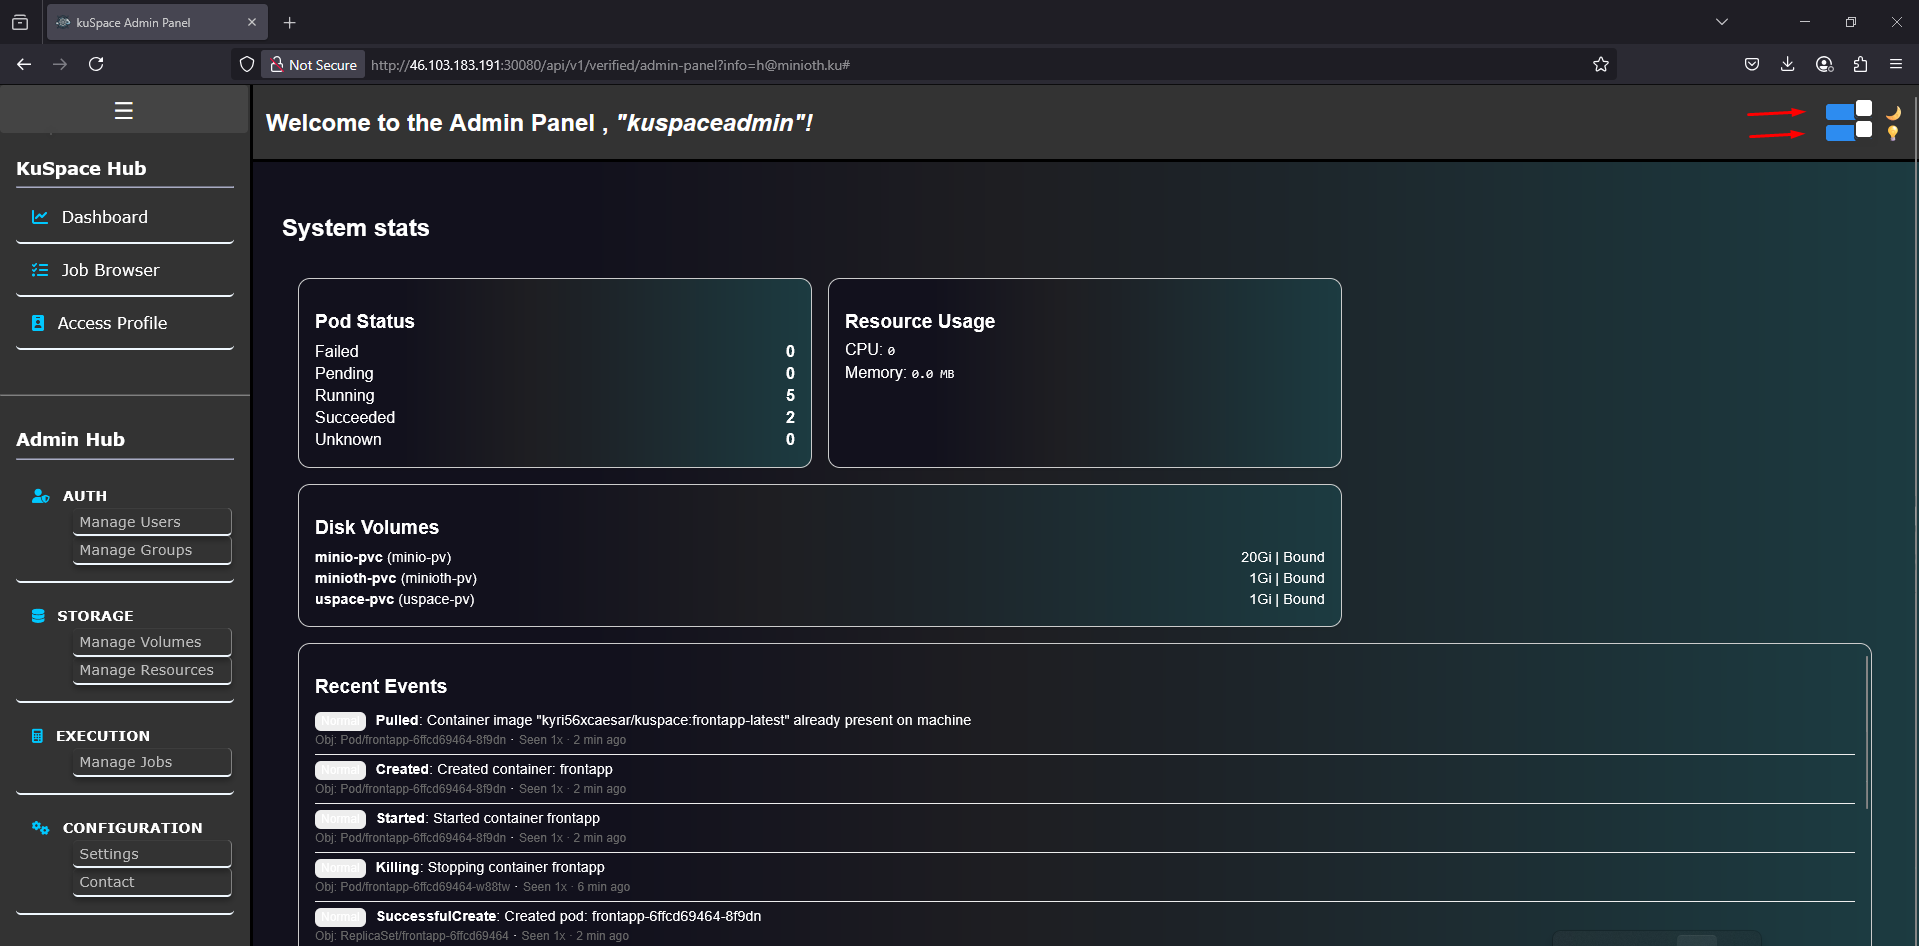 kuSpace Admin Panel
Not Secure http://46.103.183.191:30080/api/v1/verified/admin-panel?info=h@minioth.ku#
Welcome to the Admin Panel , "kuspaceadmin"!
KuSpace Hub
Dashboard
Job Browser
Access Profile
Admin Hub
AUTH
Manage Users
Manage Groups
STORAGE
Manage Volumes
Manage Resources
EXECUTION
Manage Jobs
CONFIGURATION
Settings
Contact
System stats
Pod Status
Failed 0
Pending 0
Running 5
Succeeded 2
Unknown 0
Resource Usage
CPU: 0
Memory: 0.0 MB
Disk Volumes
minio-pvc (minio-pv) 20Gi | Bound
minioth-pvc (minioth-pv) 1Gi | Bound
uspace-pvc (uspace-pv) 1Gi | Bound
Recent Events
Normal Pulled: Container image "kyri56xcaesar/kuspace:frontapp-latest" already present on machine
Obj: Pod/frontapp-6ffcd69464-8f9dn · Seen 1x · 2 min ago
Normal Created: Created container: frontapp
Obj: Pod/frontapp-6ffcd69464-8f9dn · Seen 1x · 2 min ago
Normal Started: Started container frontapp
Obj: Pod/frontapp-6ffcd69464-8f9dn · Seen 1x · 2 min ago
Normal Killing: Stopping container frontapp
Obj: Pod/frontapp-6ffcd69464-w88tw · Seen 1x · 6 min ago
Normal SuccessfulCreate: Created pod: frontapp-6ffcd69464-8f9dn
Obj: ReplicaSet/frontapp-6ffcd69464 · Seen 1x · 2 min ago